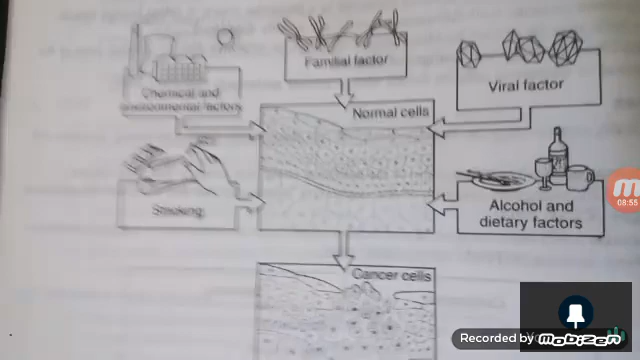 Familial factor
Chemical and
environmental factors
Viral factor
Normal cells
Smoking
Alcohol and
dietary factors
Cancer cells
08:55
Recorded by
Mobizen